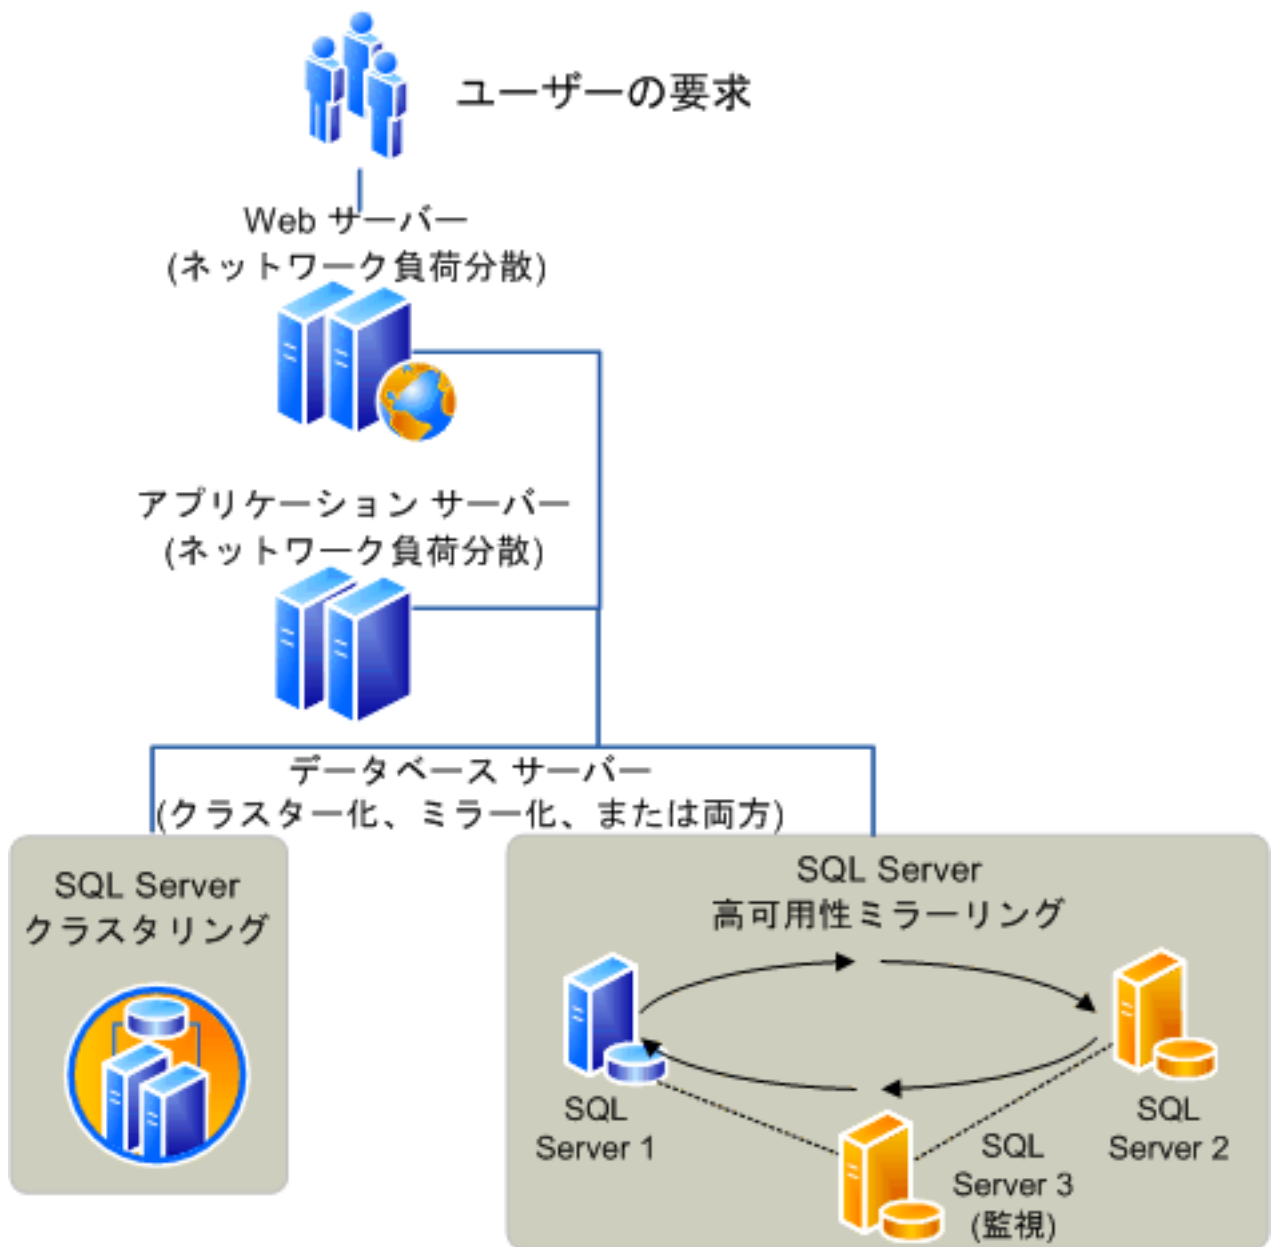 ユーザーの要求
Web サーバー
(ネットワーク負荷分散)
アプリケーション サーバー
(ネットワーク負荷分散)
データベース サーバー
(クラスター化、ミラー化、または両方)
SQL Server
クラスタリング
SQL Server
高可用性ミラーリング
SQL
Server 1
SQL
Server 2
SQL
Server 3
(監視)